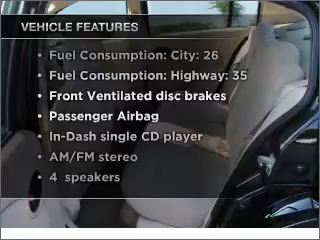 VEHICLE FEATURES
• Fuel Consumption: City: 26
• Fuel Consumption: Highway: 35
• Front Ventilated disc brakes
• Passenger Airbag
• In-Dash single CD player
• AM/FM stereo
• 4 speakers